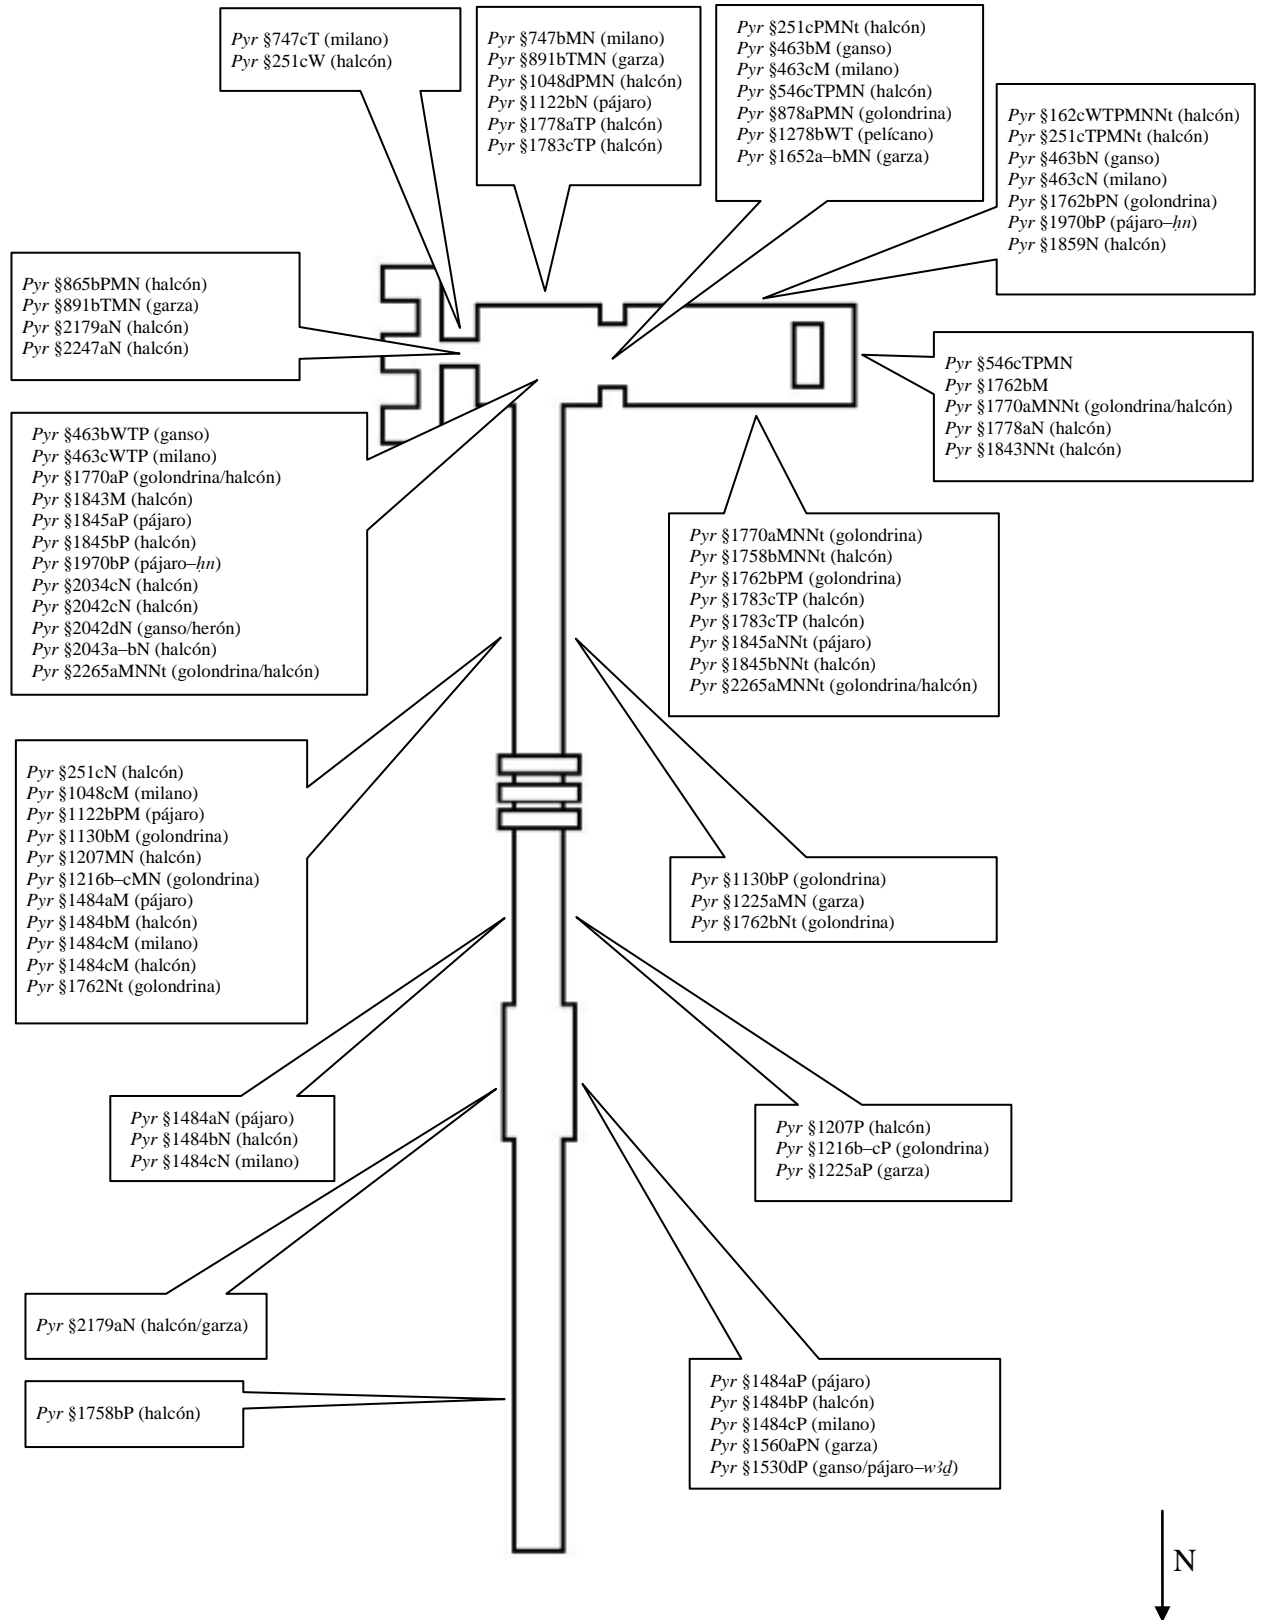 Pyr §747cT (milano)
Pyr §251cW (halcón)
Pyr §747bMN (milano)
Pyr §891bTMN (garza)
Pyr §1048dPMN (halcón)
Pyr §1122bN (pájaro)
Pyr §1778aTP (halcón)
Pyr §1783cTP (halcón)
Pyr §251cPMNt (halcón)
Pyr §463bM (ganso)
Pyr §463cM (milano)
Pyr §546cTPMN (halcón)
Pyr §878aPMN (golondrina)
Pyr §1278bWT (pelícano)
Pyr §1652a–bMN (garza)
Pyr §162cWTPMNNt (halcón)
Pyr §251cTPMNt (halcón)
Pyr §463bN (ganso)
Pyr §463cN (milano)
Pyr §1762bPN (golondrina)
Pyr §1970bP (pájaro–ḥn)
Pyr §1859N (halcón)
Pyr §865bPMN (halcón)
Pyr §891bTMN (garza)
Pyr §2179aN (halcón)
Pyr §2247aN (halcón)
Pyr §546cTPMN
Pyr §1762bM
Pyr §1770aMNNt (golondrina/halcón)
Pyr §1778aN (halcón)
Pyr §1843NNt (halcón)
Pyr §463bWTP (ganso)
Pyr §463cWTP (milano)
Pyr §1770aP (golondrina/halcón)
Pyr §1843M (halcón)
Pyr §1845aP (pájaro)
Pyr §1845bP (halcón)
Pyr §1970bP (pájaro–ḥn)
Pyr §2034cN (halcón)
Pyr §2042cN (halcón)
Pyr §2042dN (ganso/herón)
Pyr §2043a–bN (halcón)
Pyr §2265aMNNt (golondrina/halcón)
Pyr §1770aMNNt (golondrina)
Pyr §1758bMNNt (halcón)
Pyr §1762bPM (golondrina)
Pyr §1783cTP (halcón)
Pyr §1783cTP (halcón)
Pyr §1845aNNt (pájaro)
Pyr §1845bNNt (halcón)
Pyr §2265aMNNt (golondrina/halcón)
Pyr §251cN (halcón)
Pyr §1048cM (milano)
Pyr §1122bPM (pájaro)
Pyr §1130bM (golondrina)
Pyr §1207MN (halcón)
Pyr §1216b–cMN (golondrina)
Pyr §1484aM (pájaro)
Pyr §1484bM (halcón)
Pyr §1484cM (milano)
Pyr §1484cM (halcón)
Pyr §1762Nt (golondrina)
Pyr §1130bP (golondrina)
Pyr §1225aMN (garza)
Pyr §1762bNt (golondrina)
Pyr §1484aN (pájaro)
Pyr §1484bN (halcón)
Pyr §1484cN (milano)
Pyr §1207P (halcón)
Pyr §1216b–cP (golondrina)
Pyr §1225aP (garza)
Pyr §2179aN (halcón/garza)
Pyr §1758bP (halcón)
Pyr §1484aP (pájaro)
Pyr §1484bP (halcón)
Pyr §1484cP (milano)
Pyr §1560aPN (garza)
Pyr §1530dP (ganso/pájaro–wꜣḏ)
N